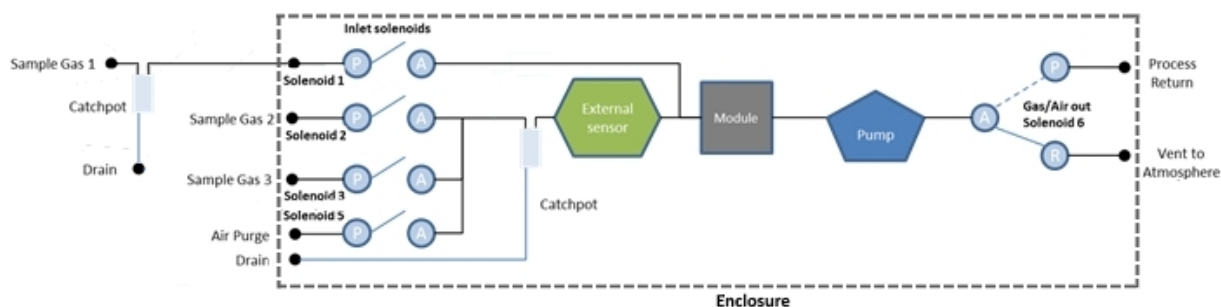 Inlet solenoids
Sample Gas 1
P
A
P
Process
Return
Solenoid 1
Catchpot
External
sensor
Gas/Air out
Solenoid 6
Sample Gas 2
P
A
Module
A
Solenoid 2
Pump
R
Vent to
Atmosphere
Drain
Sample Gas 3
P
A
Solenoid 3
Catchpot
Solenoid 5
Air Purge
P
A
Drain
Enclosure